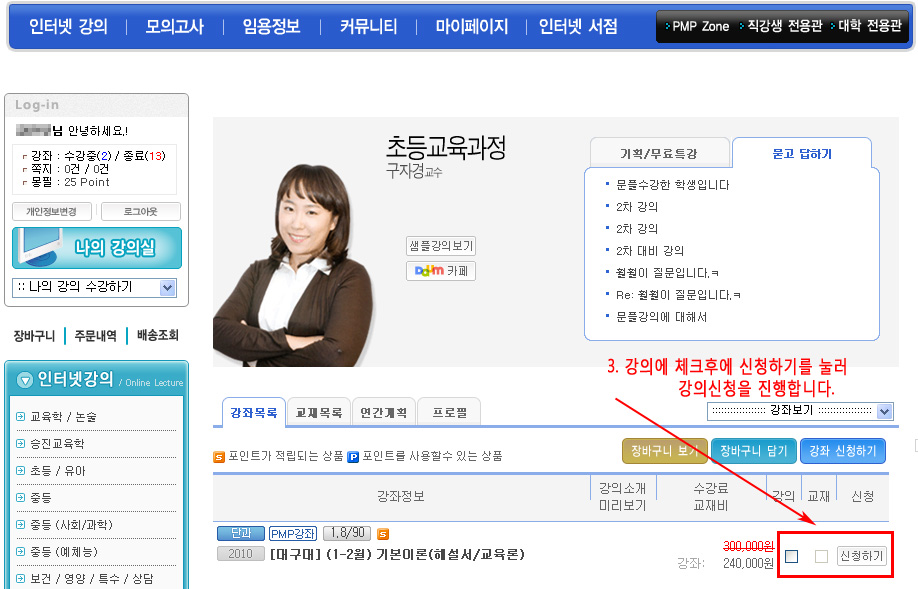 인터넷 강의 모의고사 임용정보 커뮤니티 마이페이지 인터넷 서점 PMP Zone 직강생 전용관 대학 전용관
Log-in
님 안녕하세요.!
강좌 : 수강중(2) / 종료(13)
쪽지 : 0건 / 0건
몽필 : 25 Point
개인정보변경 로그아웃
나의 강의실
:: 나의 강의 수강하기
장바구니 주문내역 배송조회
인터넷강의 / Online Lecture
교육학 / 논술
승진교육학
초등 / 유아
중등
중등 (사회/과학)
중등 (예체능)
보건 / 영양 / 특수 / 상담
초등교육과정
구자경교수
샘플강의보기
Daum 카페
기획/무료특강 묻고 답하기
문풀수강한 학생입니다
2차 강의
2차 강의
2차 대비 강의
훨훨이 질문입니다.ㅋ
Re: 훨훨이 질문입니다.ㅋ
문풀강의에 대해서
3. 강의에 체크후에 신청하기를 눌러
강의신청을 진행합니다.
강좌목록 교재목록 연간계획 프로필
:::::::::::::::::: 강좌보기 ::::::::::::::::::
S 포인트가 적립되는 상품 P 포인트를 사용할수 있는 상품
장바구니 보기 장바구니 담기 강좌 신청하기
강좌정보 강의소개 미리보기 수강료 교재비 강의 교재 신청
단과 PMP강좌 1,8/90 S
2010 [대구대] (1-2월) 기본이론(해설서/교육론)
300,000원
강좌: 240,000원 신청하기